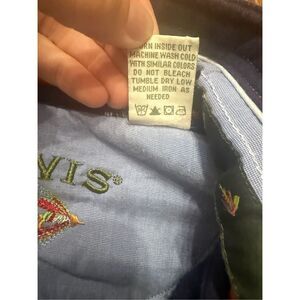 TURN INSIDE OUT
MACHINE WASH COLD
WITH SIMILAR COLORS
DO NOT BLEACH
TUMBLE DRY LOW
MEDIUM IRON AS
NEEDED
VIS®